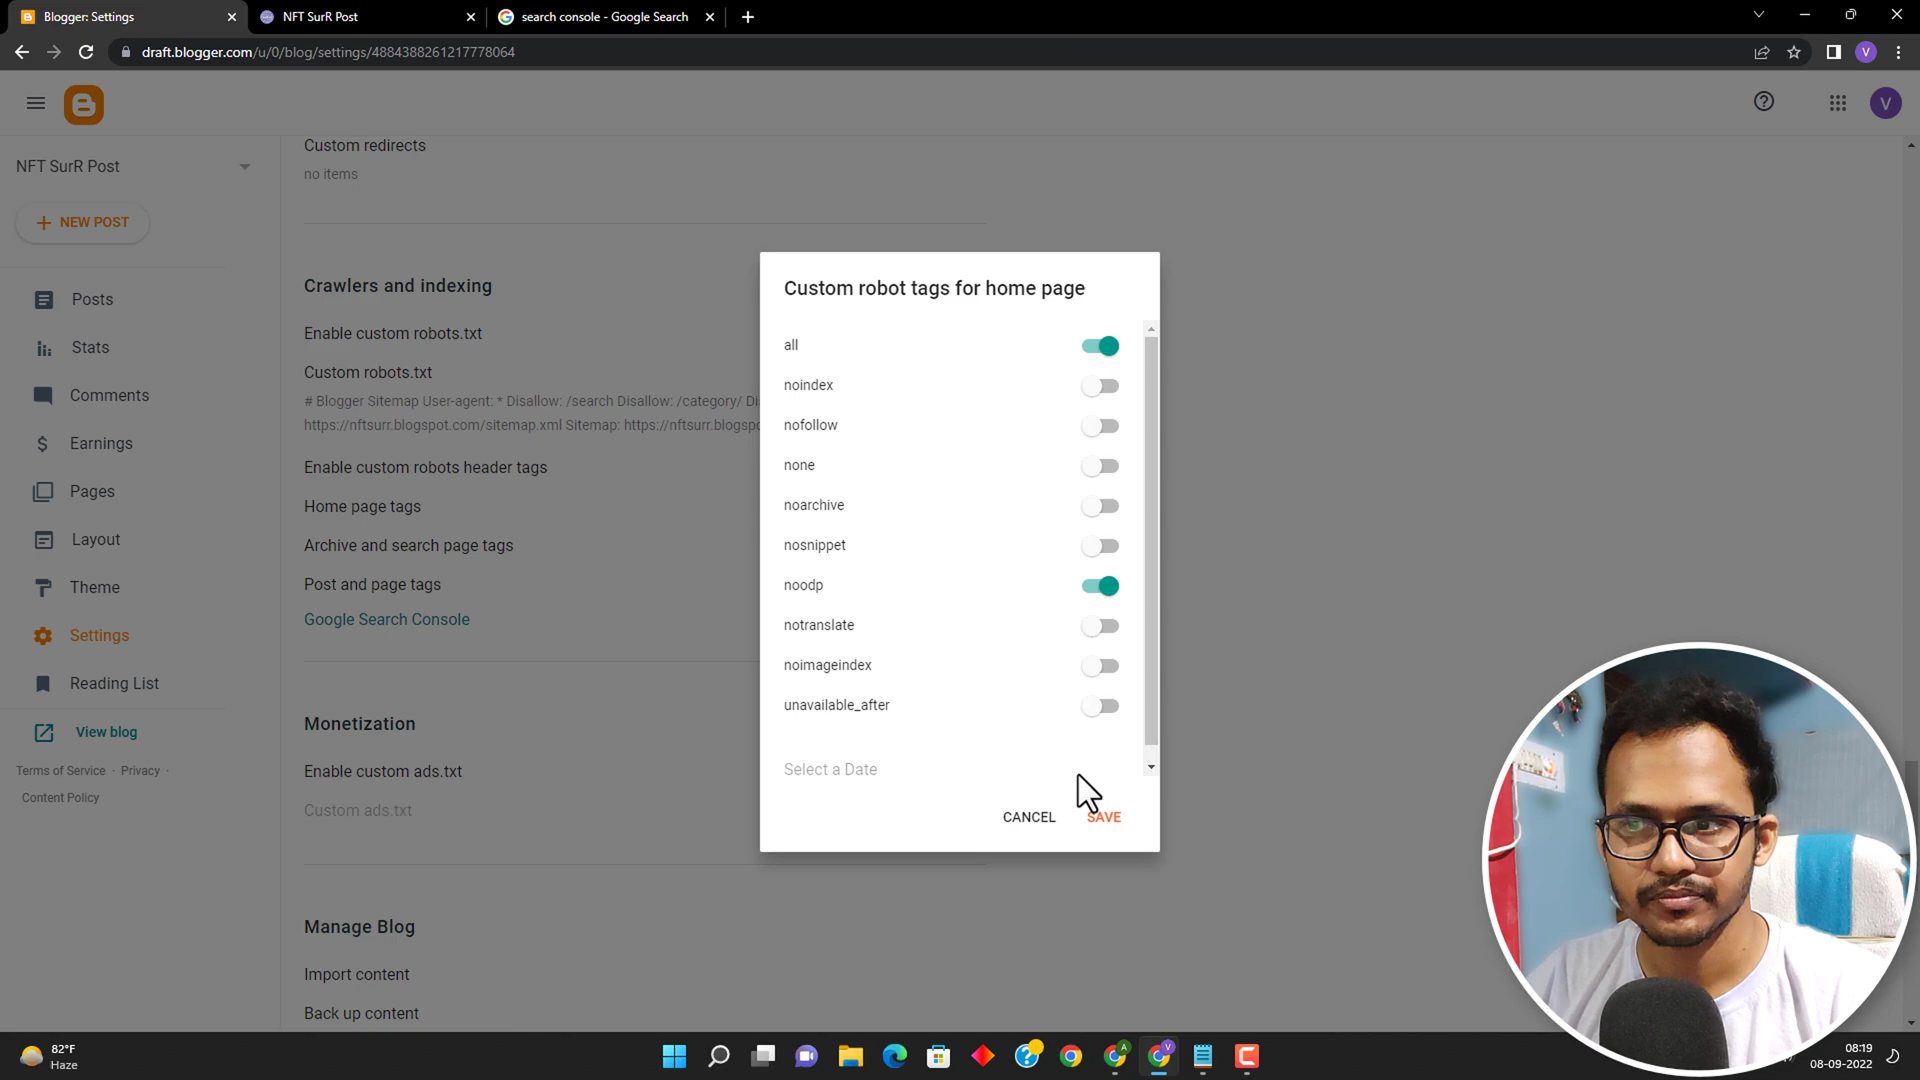 Blogger: Settings
NFT SurR Post
search console - Google Search
draft.blogger.com/u/0/blog/settings/4884388261217778064
V
V
NFT SurR Post
NEW POST
Posts
Stats
Comments
Earnings
Pages
Layout
Theme
Settings
Reading List
View blog
Terms of Service · Privacy ·
Content Policy
Custom redirects
no items
Crawlers and indexing
Enable custom robots.txt
Custom robots.txt
# Blogger Sitemap User-agent: * Disallow: /search Disallow: /category/
https://nftsurr.blogspot.com/sitemap.xml Sitemap:
Enable custom robots header tags
Home page tags
Archive and search page tags
Post and page tags
Google Search Console
Monetization
Enable custom ads.txt
Custom ads.txt
Manage Blog
Import content
Back up content
Custom robot tags for home page
all
noindex
nofollow
none
noarchive
nosnippet
noodp
notranslate
noimageindex
unavailable_after
Select a Date
CANCEL
SAVE
82°F
Haze
A
V
08:19
08-09-2022